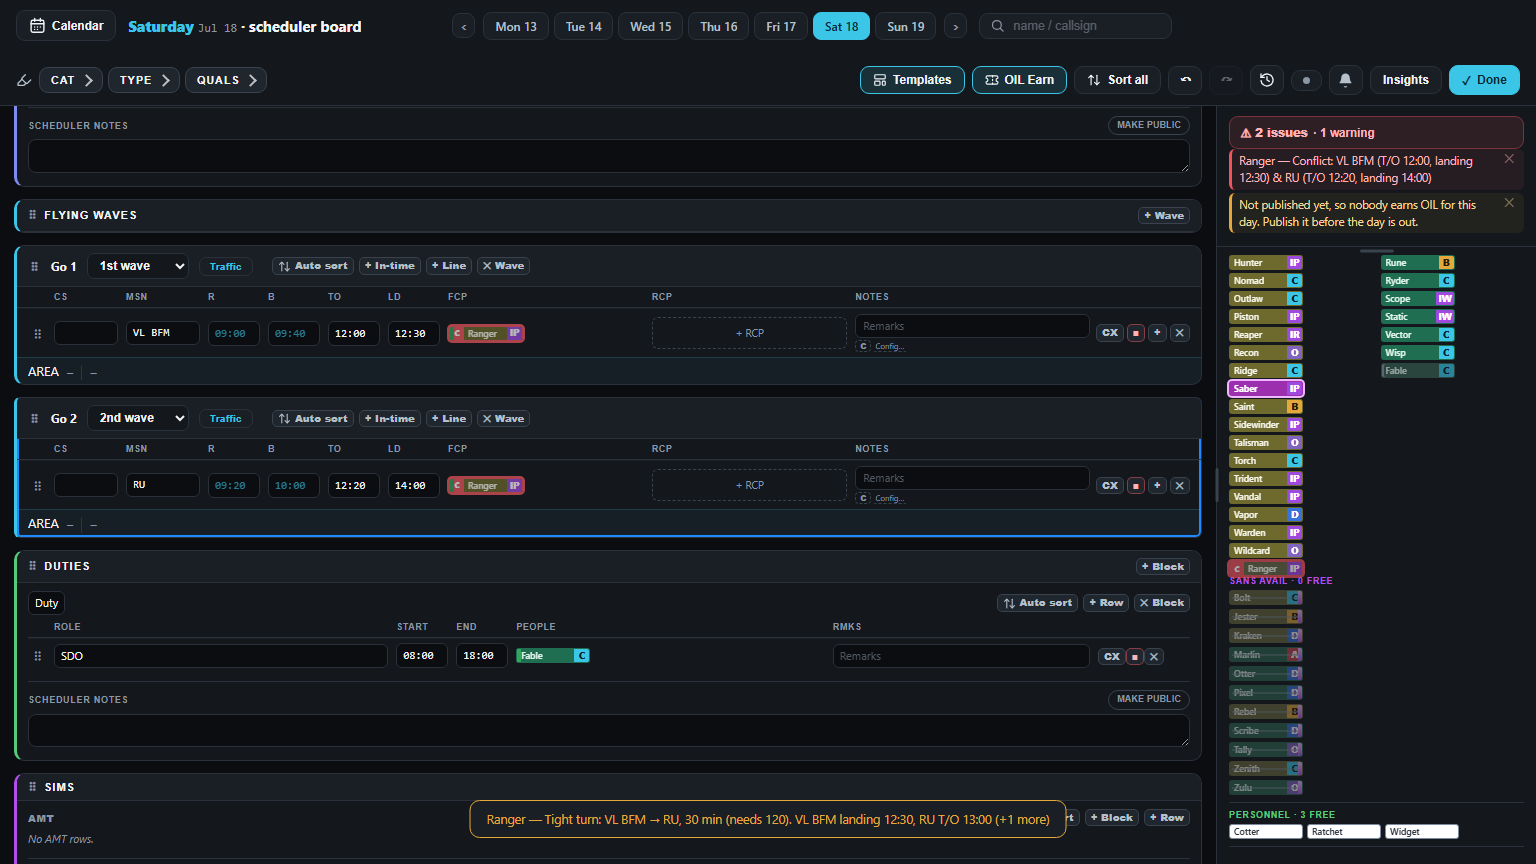 Calendar
Saturday Jul 18 · scheduler board
‹ Mon 13 Tue 14 Wed 15 Thu 16 Fri 17 Sat 18 Sun 19 ›
name / callsign
CAT TYPE QUALS
Templates OIL Earn Sort all Insights ✓ Done
SCHEDULER NOTES MAKE PUBLIC
FLYING WAVES + Wave
Go 1 1st wave Traffic Auto sort + In-time + Line ✕ Wave
CS MSN R B TO LD FCP RCP NOTES
VL BFM 09:00 09:40 12:00 12:30 C Ranger IP + RCP Remarks CX + ✕
C Config...
AREA – –
Go 2 2nd wave Traffic Auto sort + In-time + Line ✕ Wave
CS MSN R B TO LD FCP RCP NOTES
RU 09:20 10:00 12:20 14:00 C Ranger IP + RCP Remarks CX + ✕
C Config...
AREA – –
DUTIES + Block
Duty Auto sort + Row ✕ Block
ROLE START END PEOPLE RMKS
SDO 08:00 18:00 Fable C Remarks CX ✕
SCHEDULER NOTES MAKE PUBLIC
SIMS
AMT rt + Block + Row
No AMT rows.
Ranger — Tight turn: VL BFM → RU, 30 min (needs 120). VL BFM landing 12:30, RU T/O 13:00 (+1 more)
⚠ 2 issues · 1 warning
Ranger — Conflict: VL BFM (T/O 12:00, landing
12:30) & RU (T/O 12:20, landing 14:00)
Not published yet, so nobody earns OIL for this
day. Publish it before the day is out.
Hunter IP
Nomad C
Outlaw C
Piston IP
Reaper IR
Recon O
Ridge C
Saber IP
Saint B
Sidewinder IP
Talisman O
Torch C
Trident IP
Vandal IP
Vapor D
Warden IP
Wildcard O
C Ranger IP
Rune B
Ryder C
Scope IW
Static IW
Vector C
Wisp C
Fable C
SANS AVAIL · 0 FREE
Bolt C
Jester B
Kraken D
Marlin A
Otter D
Pixel D
Rebel B
Scribe D
Tally O
Zenith C
Zulu O
PERSONNEL · 3 FREE
Cotter Ratchet Widget